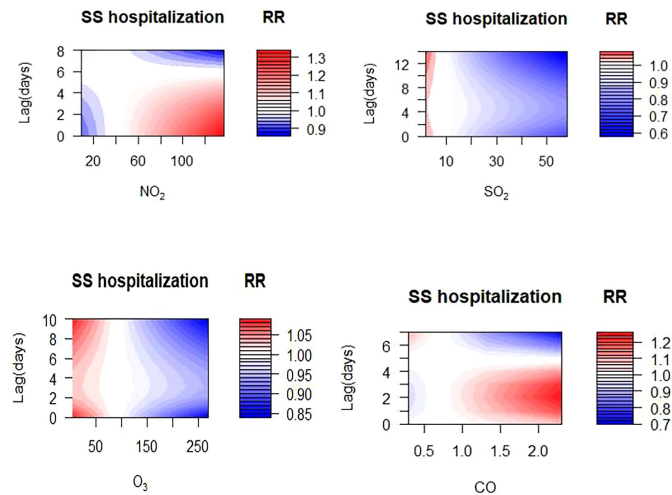 SS hospitalization RR
8
6
4
2
0
Lag(days)
20 60 100
NO2
1.3
1.2
1.1
1.0
0.9
SS hospitalization RR
12
8
4
0
Lag(days)
10 30 50
SO2
1.0
0.9
0.8
0.7
0.6
SS hospitalization RR
10
8
6
4
2
0
Lag(days)
50 150 250
O3
1.05
1.00
0.95
0.90
0.85
SS hospitalization RR
6
4
2
0
Lag(days)
0.5 1.0 1.5 2.0
CO
1.2
1.1
1.0
0.9
0.8
0.7